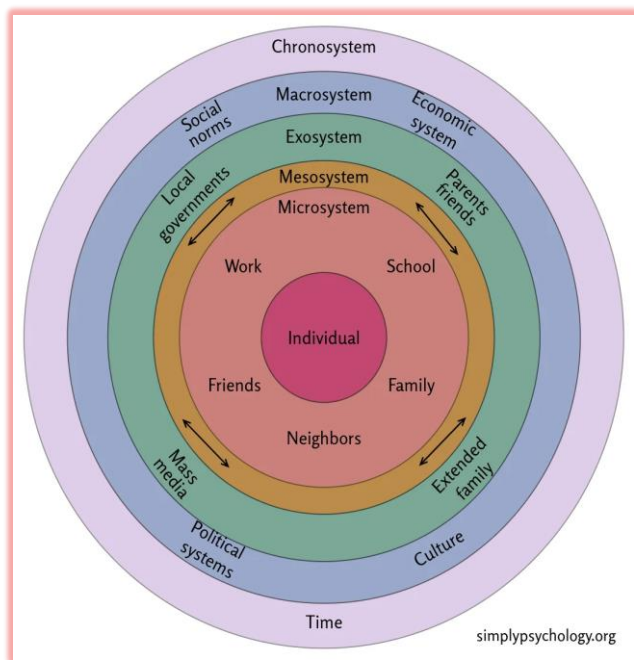 Chronosystem
Macrosystem
Social
norms
Economic
system
Exosystem
Local
governments
Parents
friends
Mesosystem
Microsystem
Work
School
Individual
Friends
Family
Neighbors
Mass
media
Extended
family
Political
systems
Culture
Time
simplypsychology.org